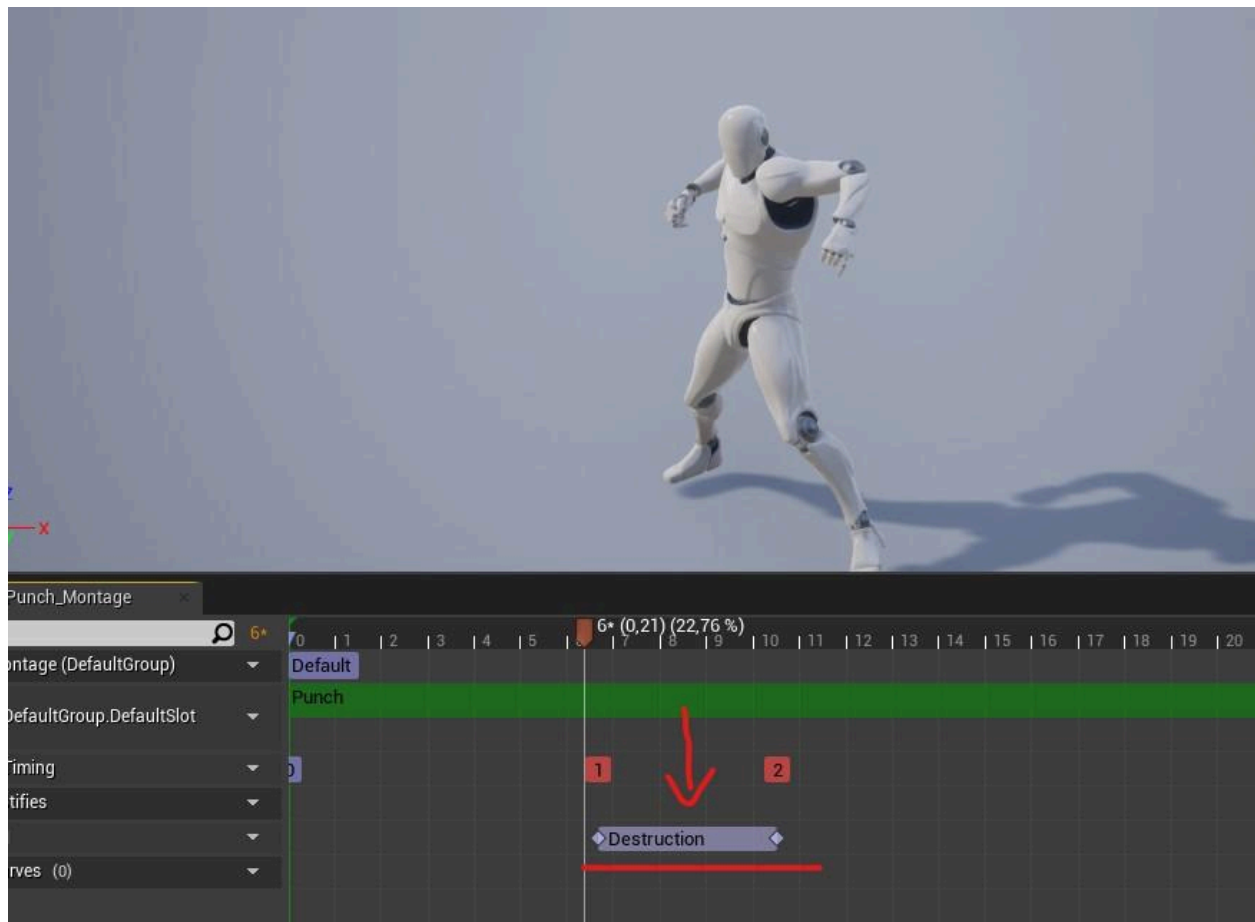 Z
X
Punch_Montage
6* 6* (0,21) (22,76 %)
0 1 2 3 4 5 6 7 8 9 10 11 12 13 14 15 16 17 18 19 20
ontage (DefaultGroup) Default
Punch
DefaultGroup.DefaultSlot
Timing 0 1 2
tifies
Destruction
rves (0)